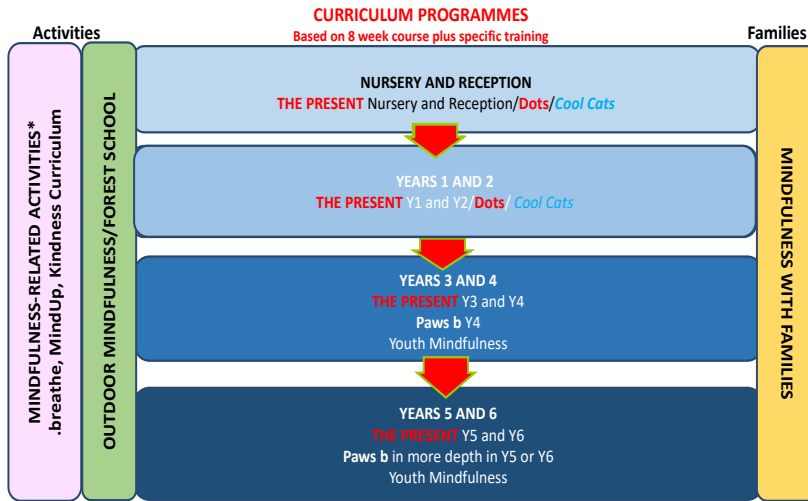 CURRICULUM PROGRAMMES
Based on 8 week course plus specific training
Activities
Families
MINDFULNESS-RELATED ACTIVITIES*
.breathe, MindUp, Kindness Curriculum
OUTDOOR MINDFULNESS/FOREST SCHOOL
NURSERY AND RECEPTION
THE PRESENT Nursery and Reception/Dots/Cool Cats
YEARS 1 AND 2
THE PRESENT Y1 and Y2/Dots/ Cool Cats
YEARS 3 AND 4
THE PRESENT Y3 and Y4
Paws b Y4
Youth Mindfulness
YEARS 5 AND 6
THE PRESENT Y5 and Y6
Paws b in more depth in Y5 or Y6
Youth Mindfulness
MINDFULNESS WITH FAMILIES